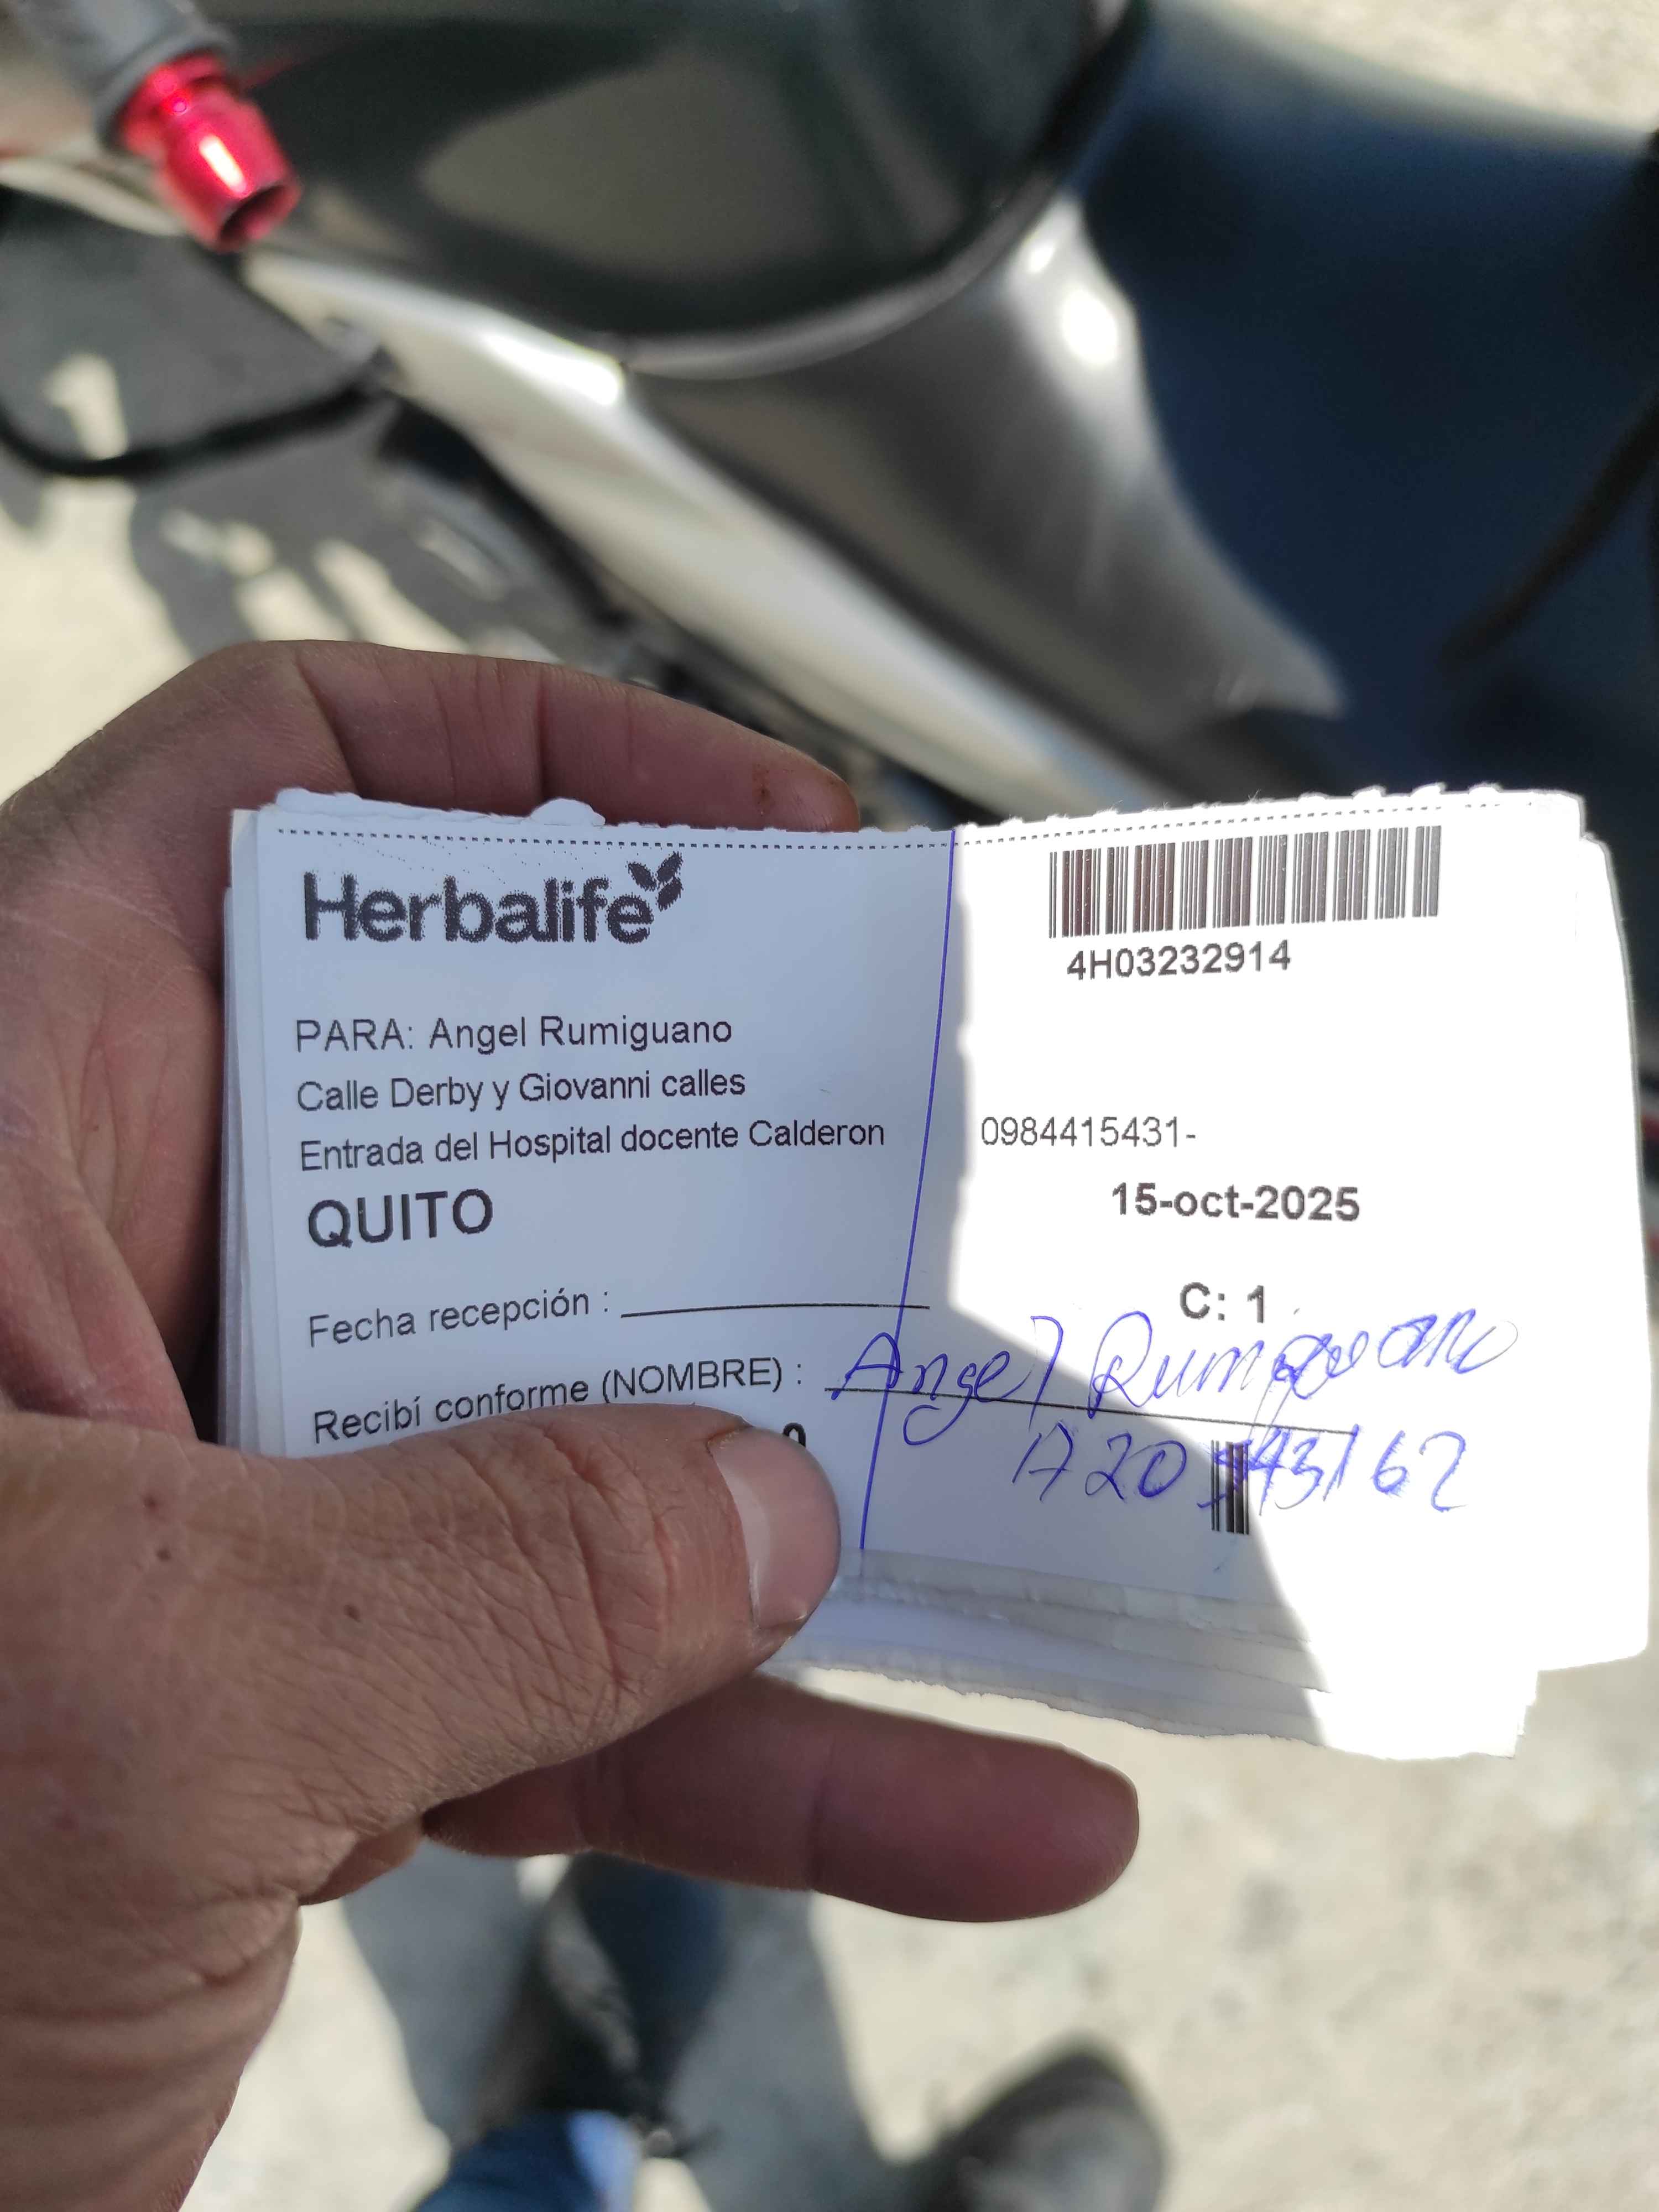 Herbalife
4H03232914
PARA: Angel Rumiguano
Calle Derby y Giovanni calles
Entrada del Hospital docente Calderon
0984415431-
QUITO
15-oct-2025
C: 1
Fecha recepción :
Recibí conforme (NOMBRE) : Angel Rumiguano